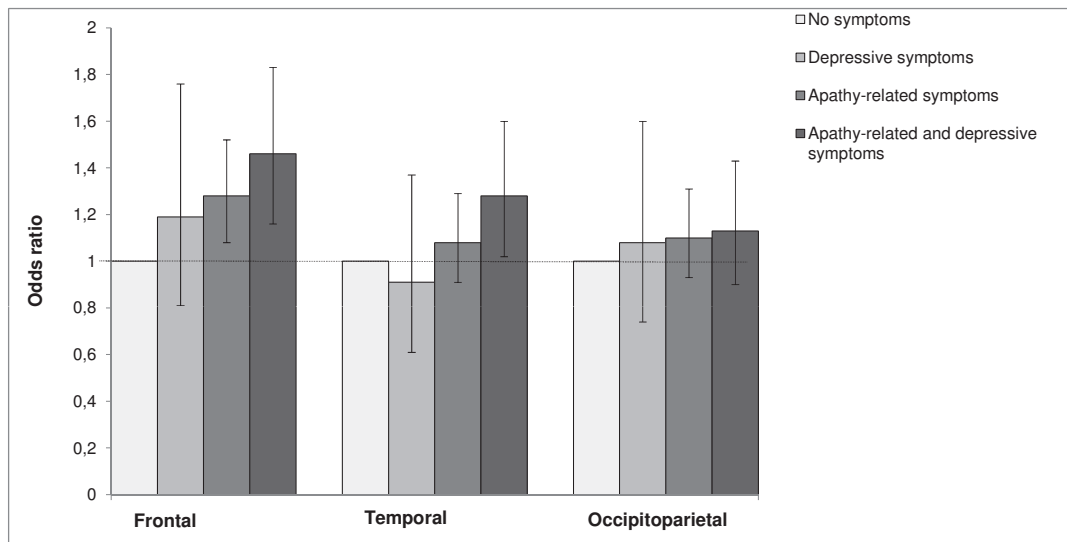 2
1,8
1,6
1,4
1,2
1
0,8
0,6
0,4
0,2
0
Odds ratio
Frontal
Temporal
Occipitoparietal
No symptoms
Depressive symptoms
Apathy-related symptoms
Apathy-related and depressive
symptoms